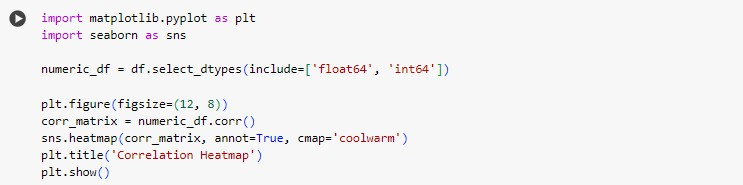 import matplotlib.pyplot as plt
import seaborn as sns
numeric_df = df.select_dtypes(include=['float64', 'int64'])
plt.figure(figsize=(12, 8))
corr_matrix = numeric_df.corr()
sns.heatmap(corr_matrix, annot=True, cmap='coolwarm')
plt.title('Correlation Heatmap')
plt.show()